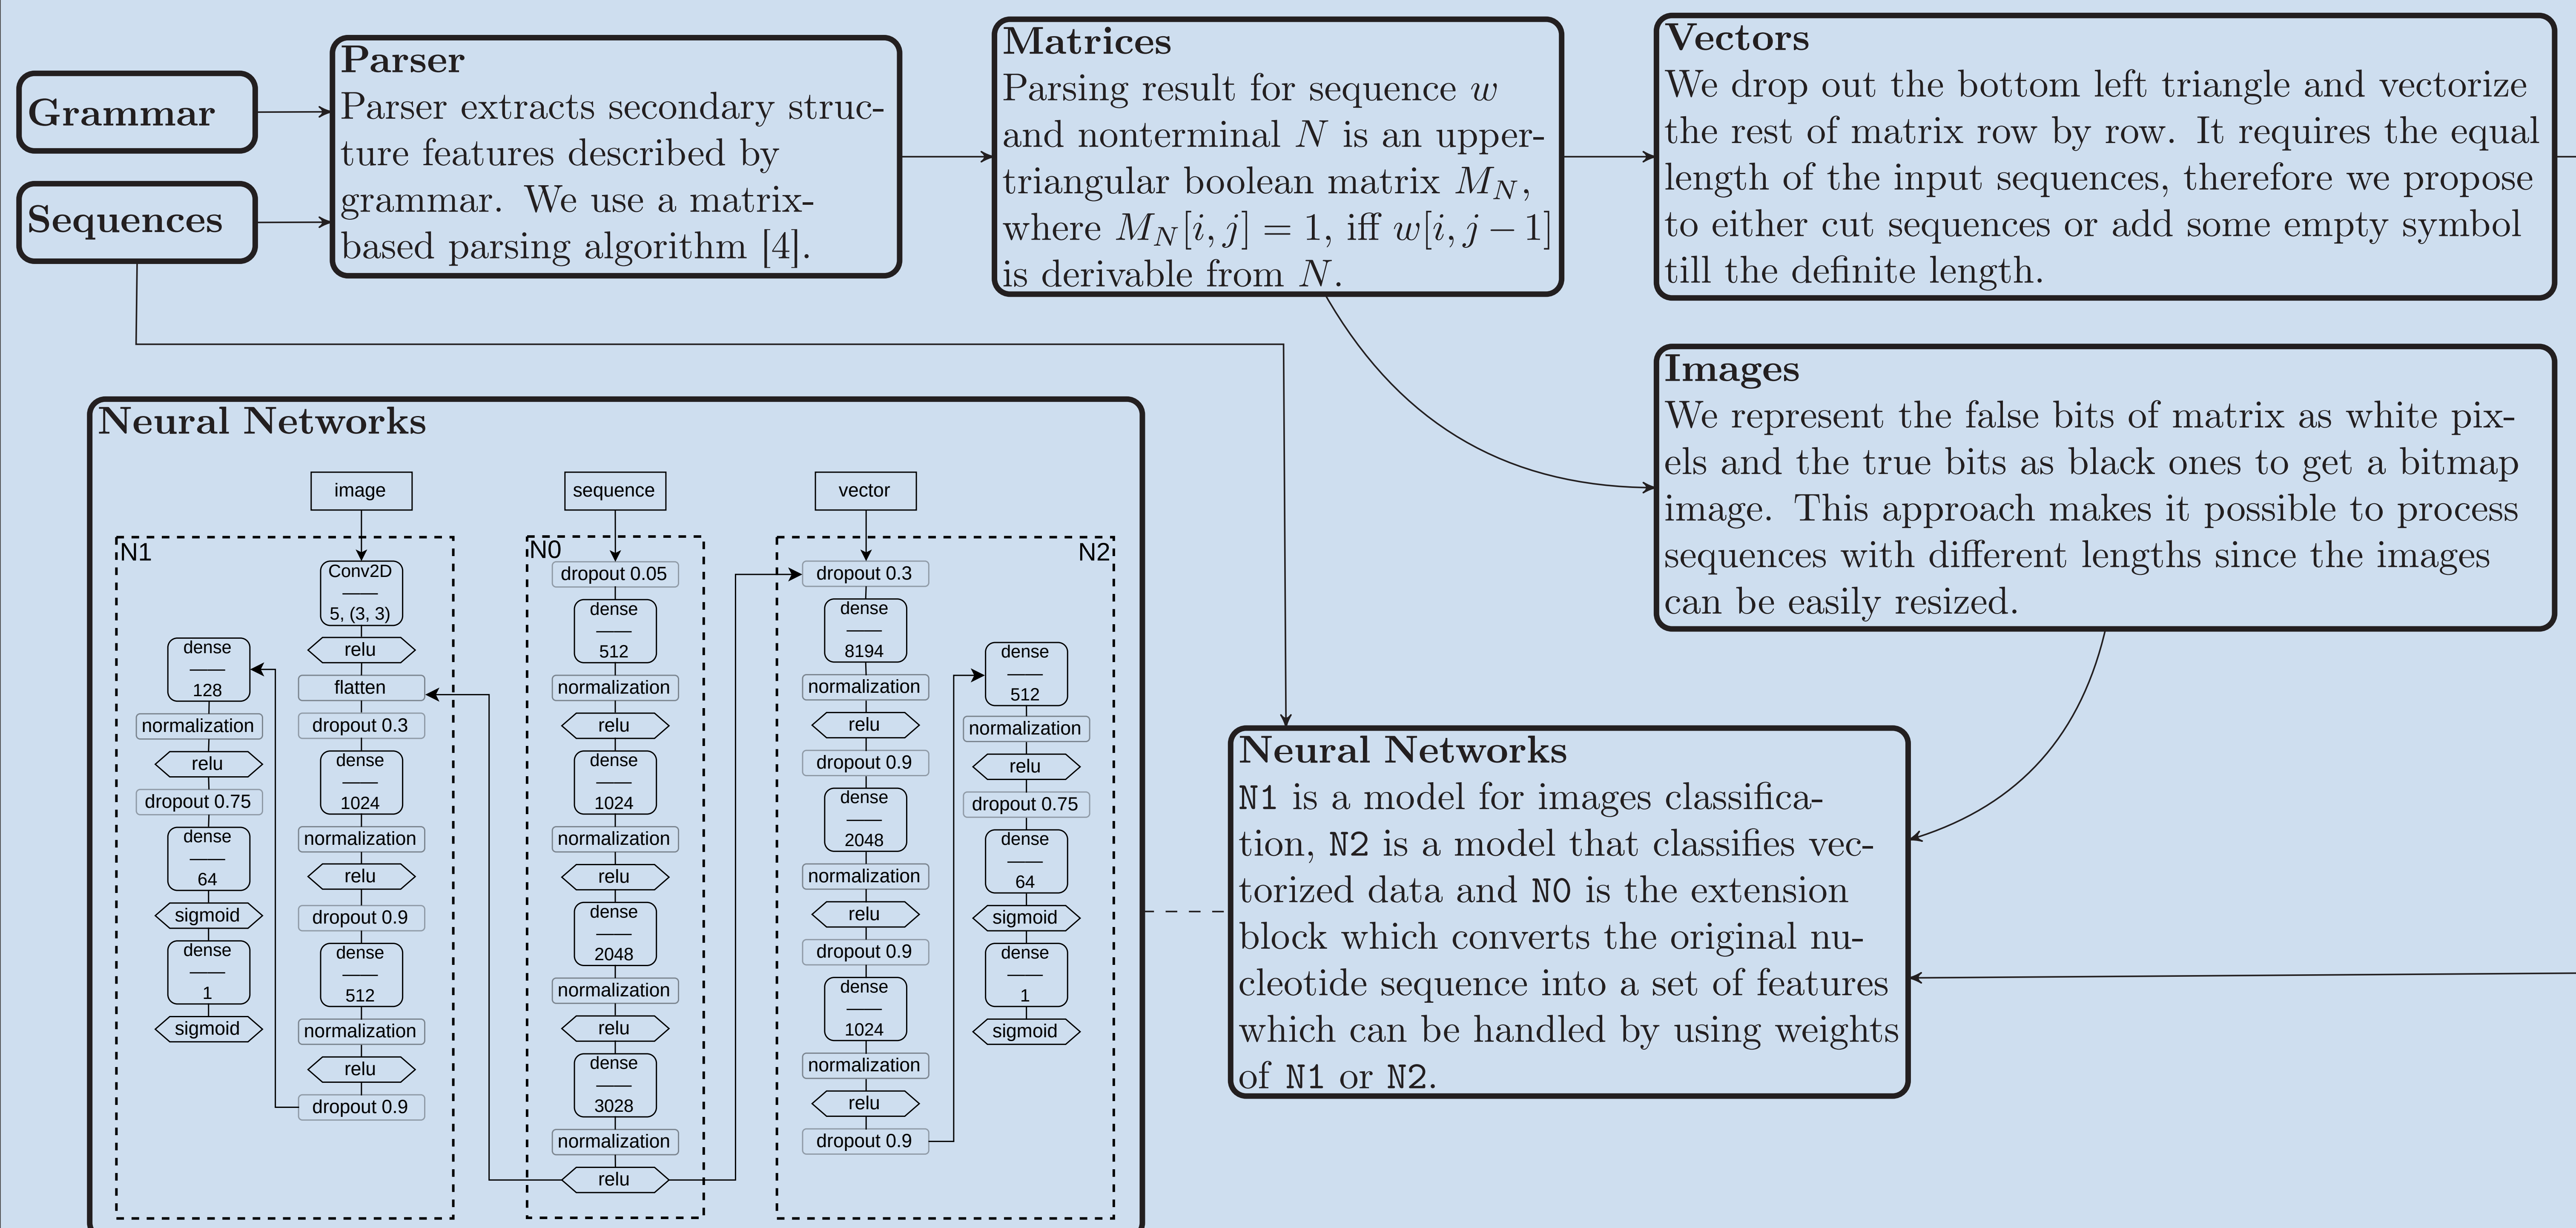 Grammar
Sequences
Parser
Parser extracts secondary struc-
ture features described by
grammar. We use a matrix-
based parsing algorithm [4].
Matrices
Parsing result for sequence w
and nonterminal N is an upper-
triangular boolean matrix M_N,
where M_N[i, j] = 1, iff w[i, j − 1]
is derivable from N.
Vectors
We drop out the bottom left triangle and vectorize
the rest of matrix row by row. It requires the equal
length of the input sequences, therefore we propose
to either cut sequences or add some empty symbol
till the definite length.
Images
We represent the false bits of matrix as white pix-
els and the true bits as black ones to get a bitmap
image. This approach makes it possible to process
sequences with different lengths since the images
can be easily resized.
Neural Networks
image
N1
Conv2D
5, (3, 3)
relu
flatten
dropout 0.3
dense
1024
normalization
relu
dropout 0.9
dense
512
normalization
relu
dropout 0.9
dense
128
normalization
relu
dropout 0.75
dense
64
sigmoid
dense
1
sigmoid
sequence
N0
dropout 0.05
dense
512
normalization
relu
dense
1024
normalization
relu
dense
2048
normalization
relu
dense
3028
normalization
relu
vector
N2
dropout 0.3
dense
8194
normalization
relu
dropout 0.9
dense
2048
normalization
relu
dropout 0.9
dense
1024
normalization
relu
dropout 0.9
dense
512
normalization
relu
dropout 0.75
dense
64
sigmoid
dense
1
sigmoid
Neural Networks
N1 is a model for images classifica-
tion, N2 is a model that classifies vec-
torized data and N0 is the extension
block which converts the original nu-
cleotide sequence into a set of features
which can be handled by using weights
of N1 or N2.